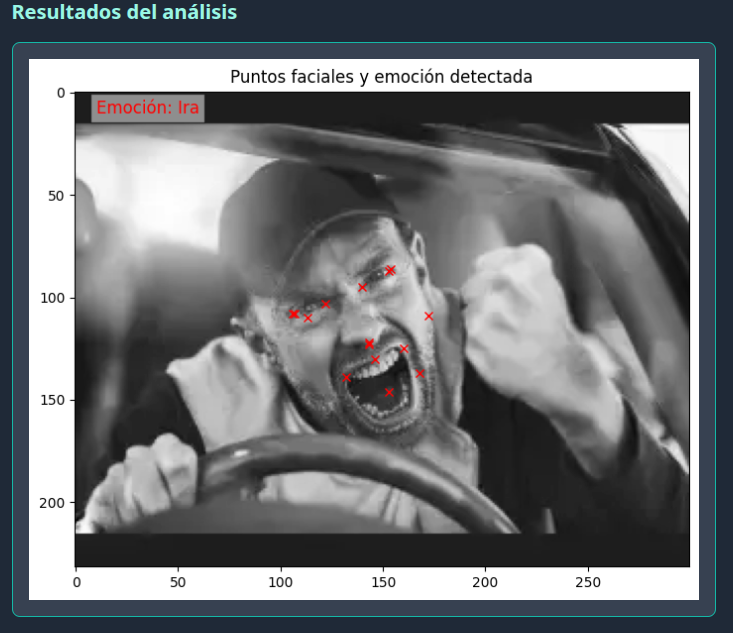 Resultados del análisis
Puntos faciales y emoción detectada
Emoción: Ira
0
50
100
150
200
0 50 100 150 200 250